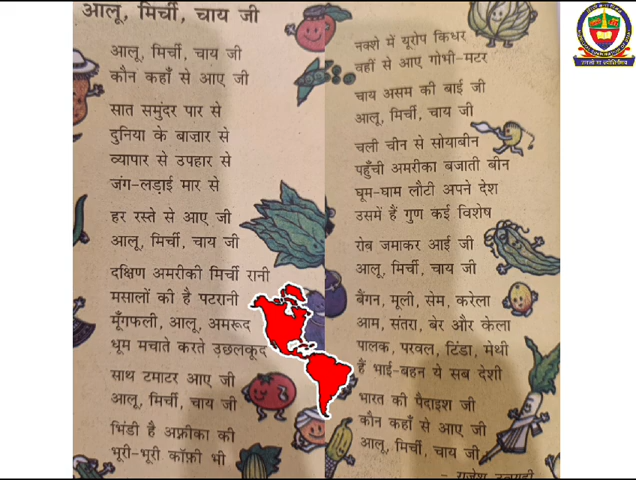 आलू, मिर्ची, चाय जी
आलू, मिर्ची, चाय जी
कौन कहाँ से आए जी
सात समुंदर पार से
दुनिया के बाज़ार से
व्यापार से उपहार से
जंग-लड़ाई मार से
हर रस्ते से आए जी
आलू, मिर्ची, चाय जी
दक्षिण अमरीकी मिर्ची रानी
मसालों की है पटरानी
मूँगफली, आलू, अमरूद
धूम मचाते करते उछलकूद
साथ टमाटर आए जी
आलू, मिर्ची, चाय जी
भिंडी है अफ़्रीका की
भूरी-भूरी कॉफ़ी भी
नक्शे में यूरोप किधर
वहीं से आए गोभी-मटर
चाय असम की बाई जी
आलू, मिर्ची, चाय जी
चली चीन से सोयाबीन
पहुँची अमरीका बजाती बीन
घूम-घाम लौटी अपने देश
उसमें हैं गुण कई विशेष
रोब जमाकर आई जी
आलू, मिर्ची, चाय जी
बैंगन, मूली, सेम, करेला
आम, संतरा, बेर और केला
पालक, परवल, टिंडा, मेथी
हैं भाई-बहन ये सब देशी
भारत की पैदाइश जी
कौन कहाँ से आए जी
आलू, मिर्ची, चाय जी